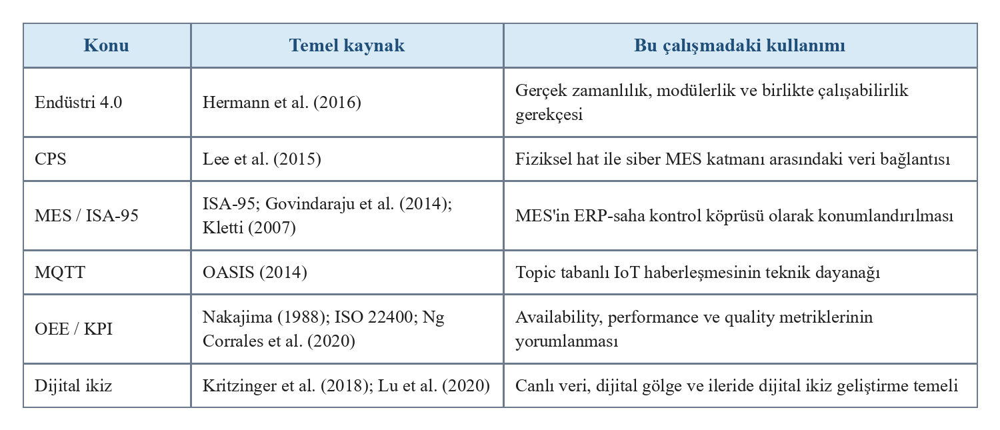 Konu
Temel kaynak
Bu çalışmadaki kullanımı
Endüstri 4.0
Hermann et al. (2016)
Gerçek zamanlılık, modülerlik ve birlikte çalışabilirlik
gerekçesi
CPS
Lee et al. (2015)
Fiziksel hat ile siber MES katmanı arasındaki veri bağlantısı
MES / ISA-95
ISA-95; Govindaraju et al. (2014);
Kletti (2007)
MES'in ERP-saha kontrol köprüsü olarak konumlandırılması
MQTT
OASIS (2014)
Topic tabanlı IoT haberleşmesinin teknik dayanağı
OEE / KPI
Nakajima (1988); ISO 22400; Ng
Corrales et al. (2020)
Availability, performance ve quality metriklerinin
yorumlanması
Dijital ikiz
Kritzinger et al. (2018); Lu et al. (2020)
Canlı veri, dijital gölge ve ileride dijital ikiz geliştirme temeli